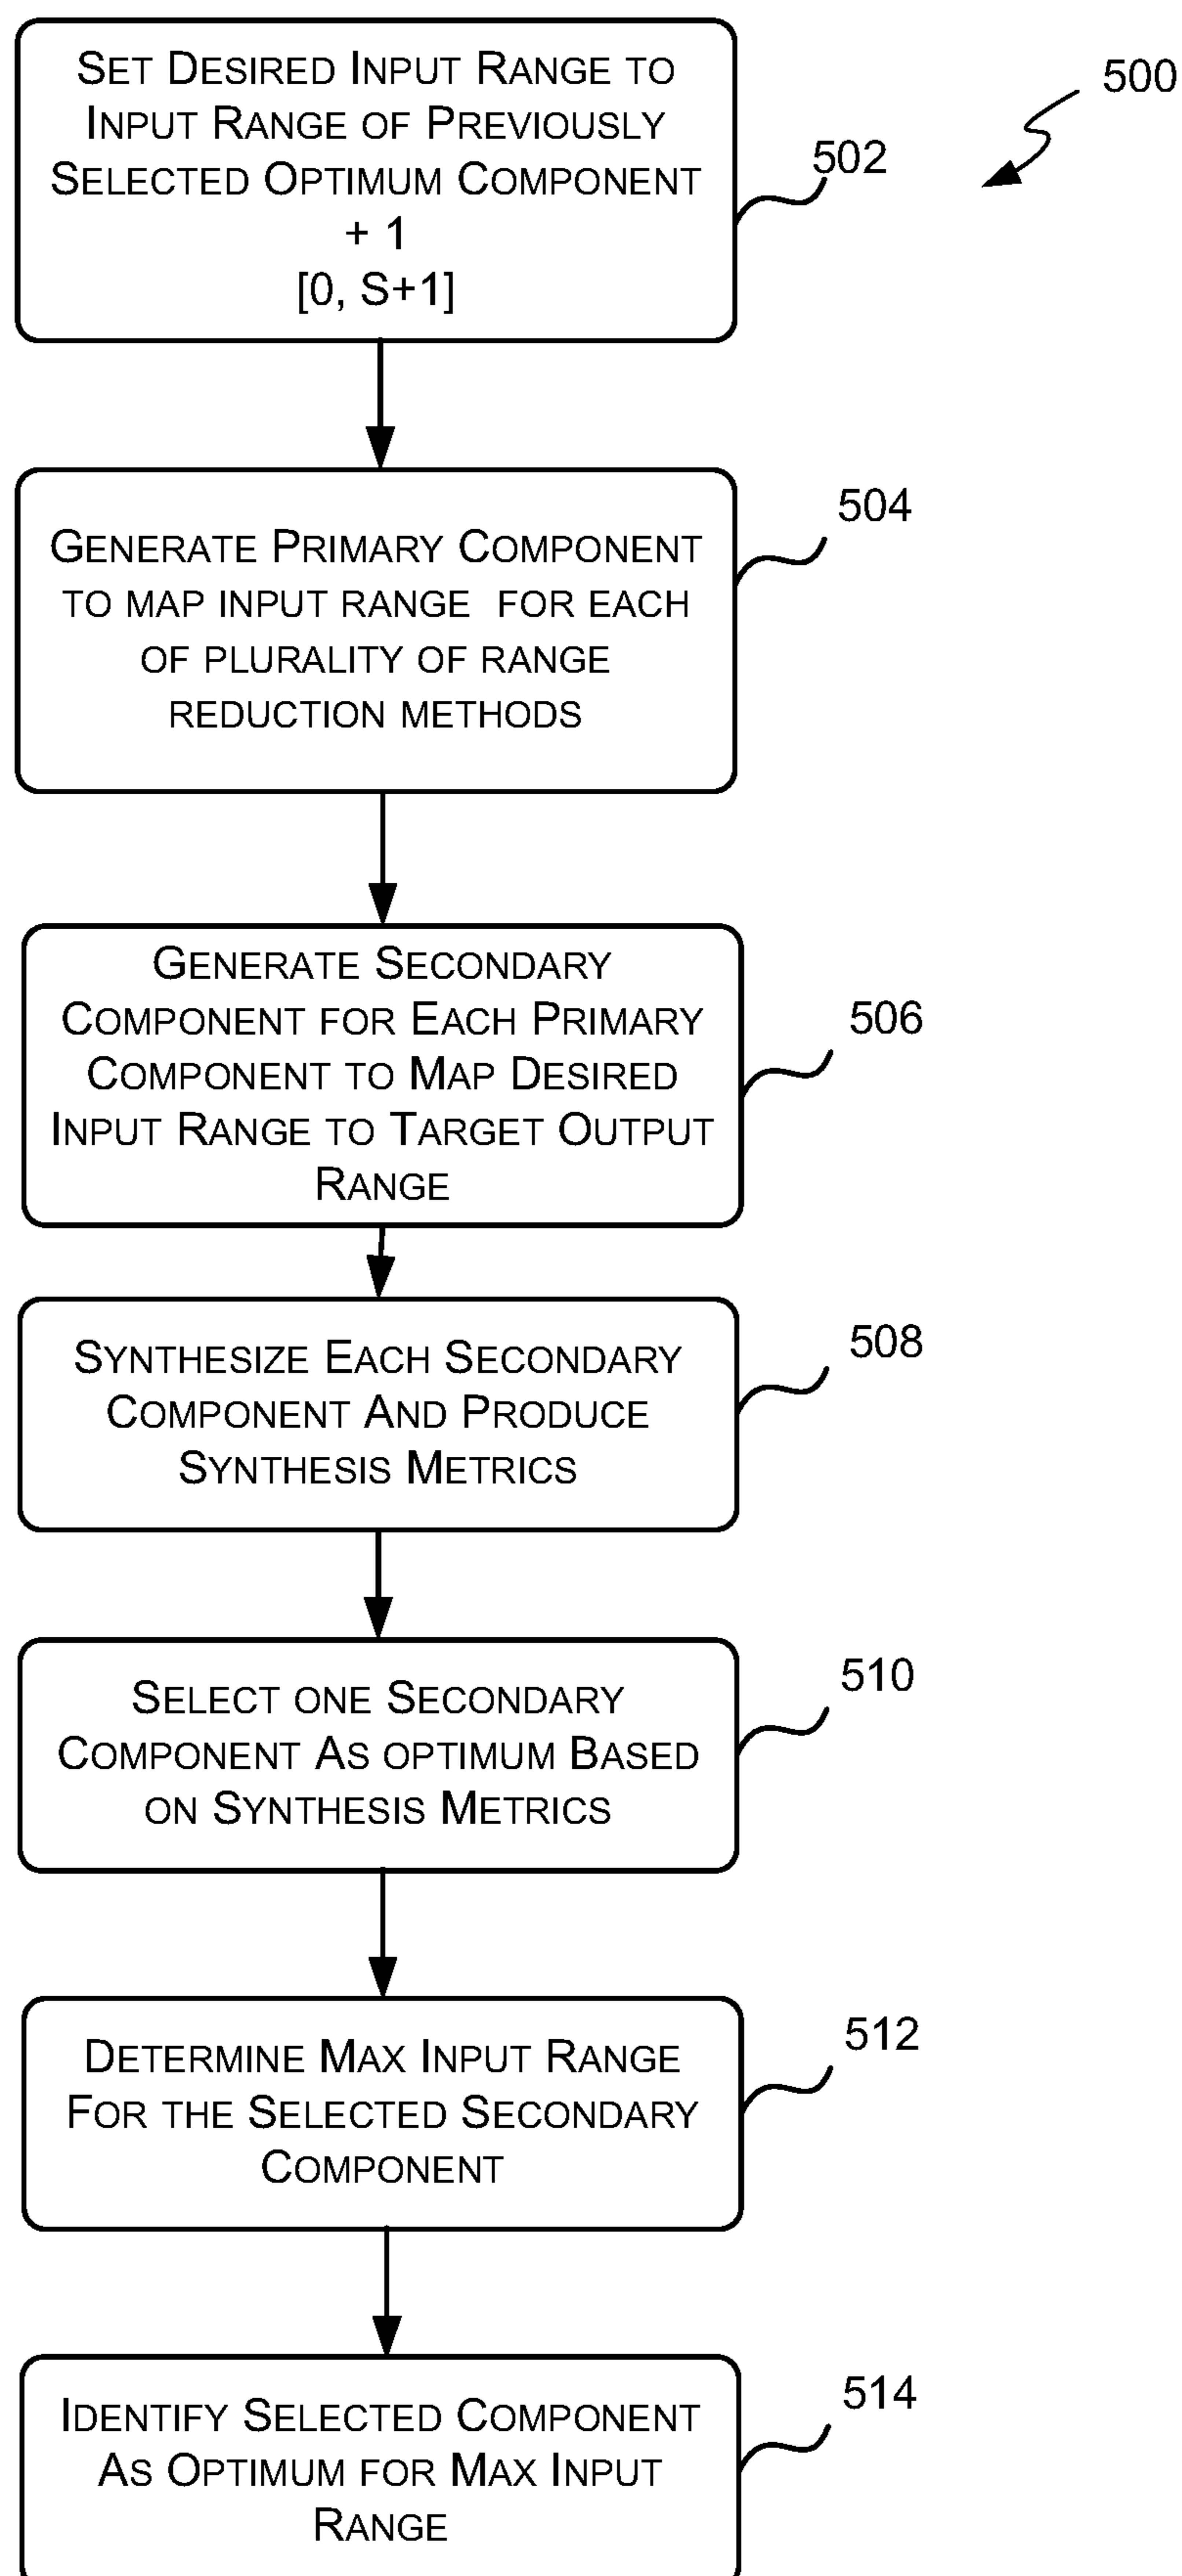 SET DESIRED INPUT RANGE TO
INPUT RANGE OF PREVIOUSLY
SELECTED OPTIMUM COMPONENT
+ 1
[0, S+1]
500
502
GENERATE PRIMARY COMPONENT
TO MAP INPUT RANGE FOR EACH
OF PLURALITY OF RANGE
REDUCTION METHODS
504
GENERATE SECONDARY
COMPONENT FOR EACH PRIMARY
COMPONENT TO MAP DESIRED
INPUT RANGE TO TARGET OUTPUT
RANGE
506
SYNTHESIZE EACH SECONDARY
COMPONENT AND PRODUCE
SYNTHESIS METRICS
508
SELECT ONE SECONDARY
COMPONENT AS OPTIMUM BASED
ON SYNTHESIS METRICS
510
DETERMINE MAX INPUT RANGE
FOR THE SELECTED SECONDARY
COMPONENT
512
IDENTIFY SELECTED COMPONENT
AS OPTIMUM FOR MAX INPUT
RANGE
514